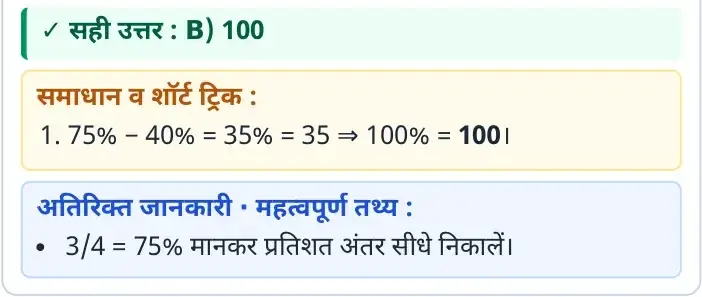 ✓ सही उत्तर : B) 100
समाधान व शॉर्ट ट्रिक :
1. 75% − 40% = 35% = 35 ⇒ 100% = 100।
अतिरिक्त जानकारी · महत्वपूर्ण तथ्य :
• 3/4 = 75% मानकर प्रतिशत अंतर सीधे निकालें।